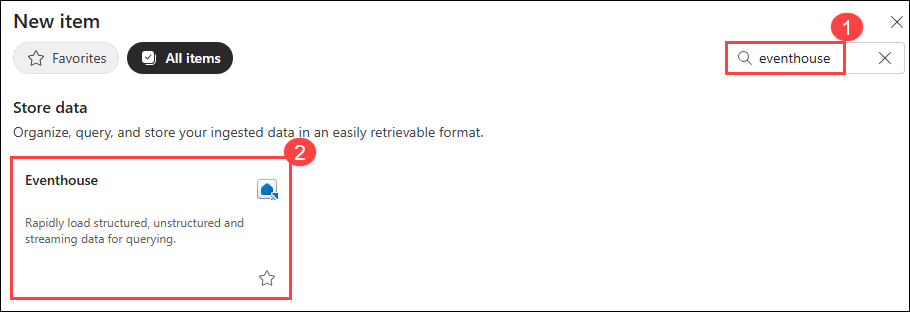 New item
1
Favorites
All items
eventhouse
Store data
Organize, query, and store your ingested data in an easily retrievable format.
2
Eventhouse
Rapidly load structured, unstructured and
streaming data for querying.